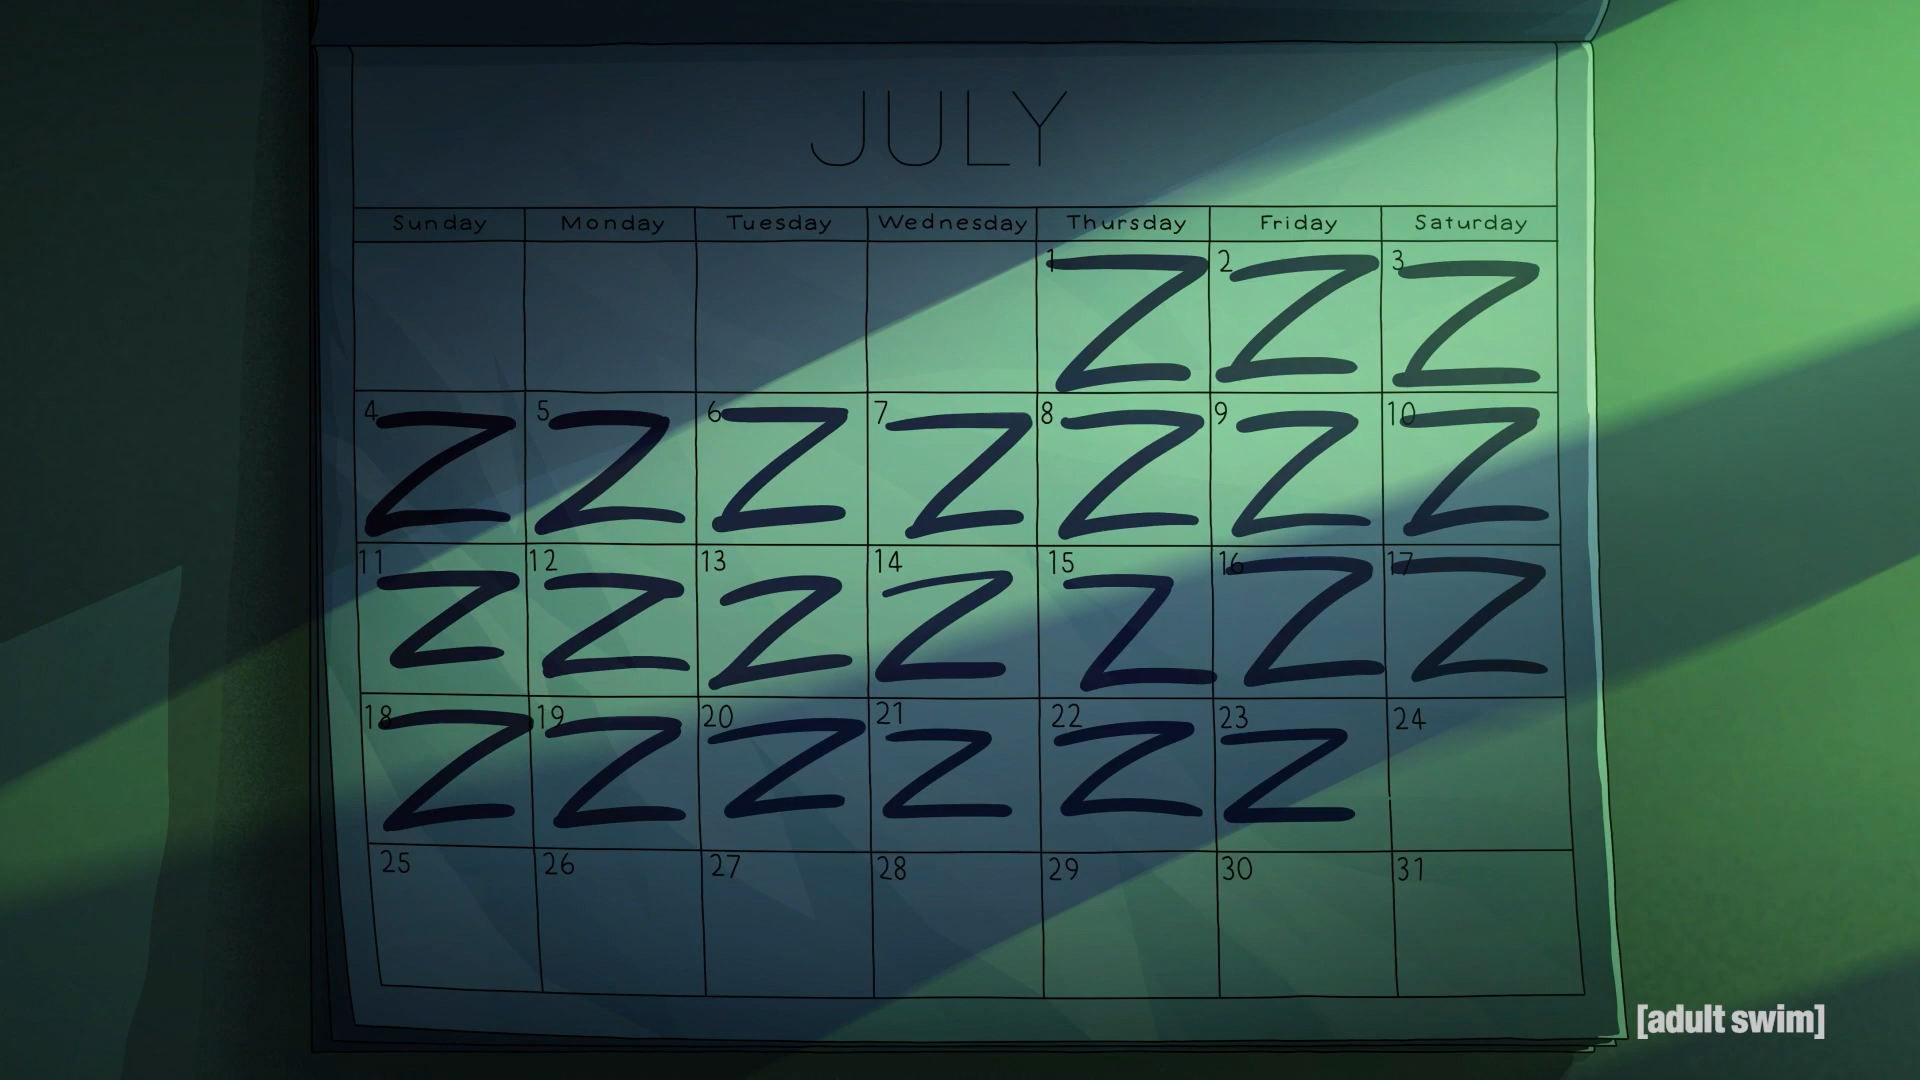 JULY
Sunday Monday Tuesday Wednesday Thursday Friday Saturday
1 Z 2 Z 3 Z
4 Z 5 Z 6 Z 7 Z 8 Z 9 Z 10 Z
11 Z 12 Z 13 Z 14 Z 15 Z 16 Z 17 Z
18 Z 19 Z 20 Z 21 Z 22 Z 23 Z 24
25 26 27 28 29 30 31
[adult swim]